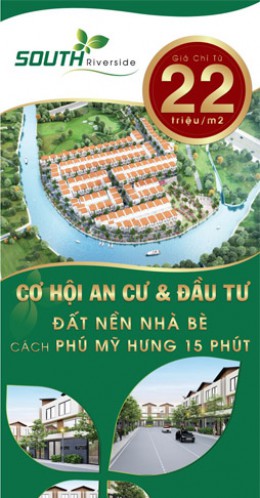 SOUTH
Riverside
Giá Chỉ Từ
22
triệu/m2
CƠ HỘI AN CƯ & ĐẦU TƯ
ĐẤT NỀN NHÀ BÈ
CÁCH PHÚ MỸ HƯNG 15 PHÚT